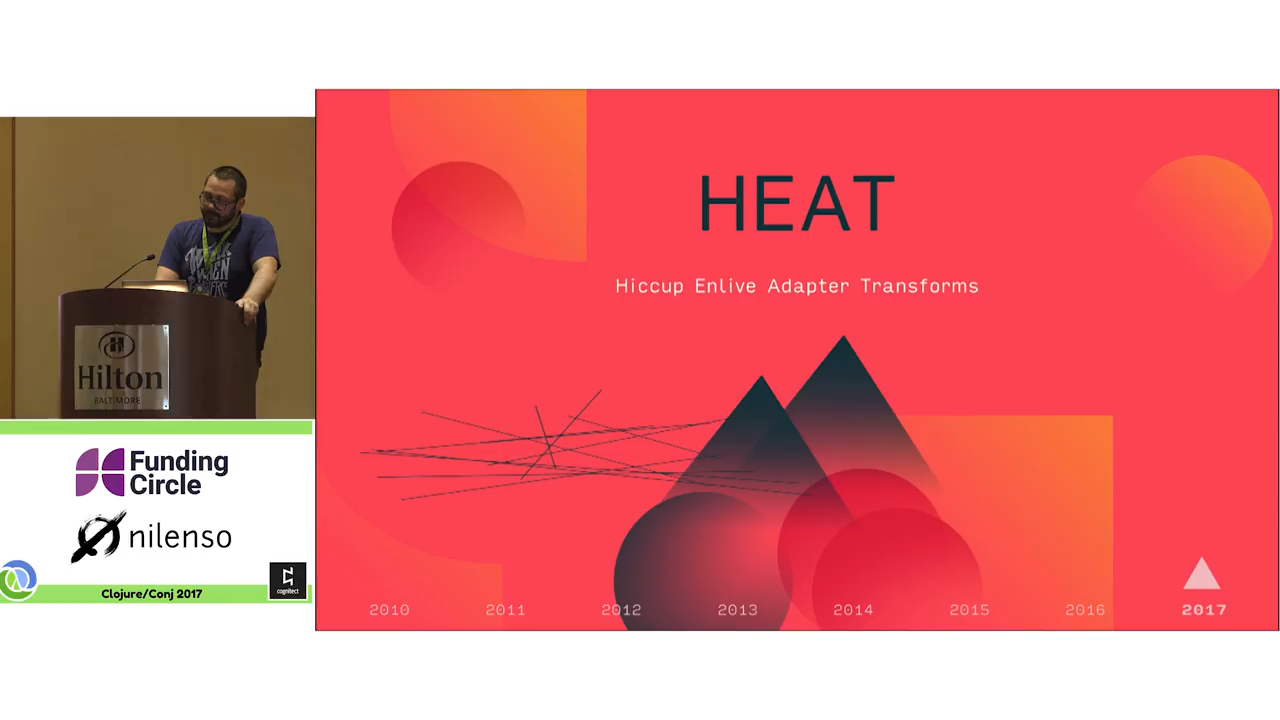 HEAT
Hiccup Enlive Adapter Transforms
2010 2011 2012 2013 2014 2015 2016 2017
Hilton
BALTIMORE
Funding
Circle
nilenso
Clojure/Conj 2017
cognitect